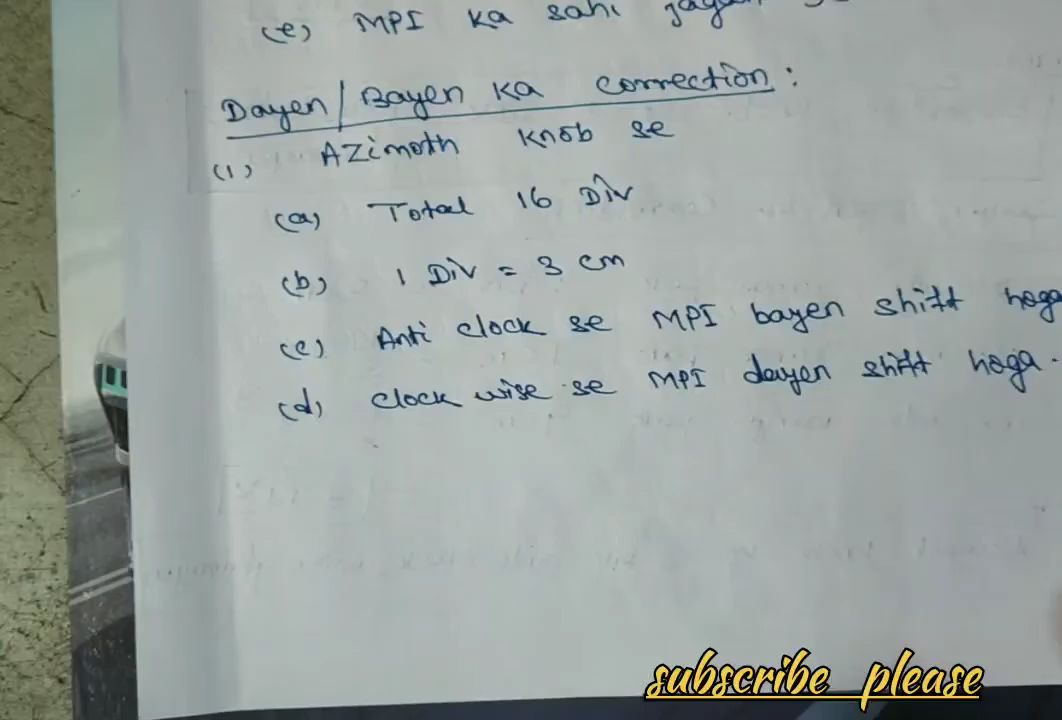 (e) MPI ka sahi
Dayen/Bayen ka correction:
(1) Azimoth knob se
(a) Total 16 Div
(b) 1 Div = 3 cm
(c) Anti clock se MPI bayen shift hoga
(d) clock wise se MPI dayen shift hoga.
subscribe please